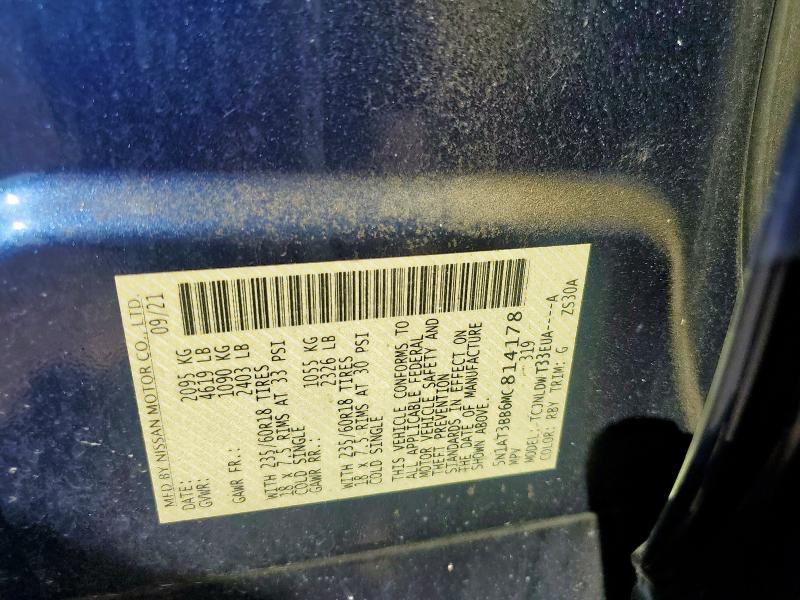 MFD BY NISSAN MOTOR CO., LTD.
DATE: 09/21
GVWR: 2095 KG
4619 LB
GAWR FR.: 1090 KG
2403 LB
WITH 235/60R18 TIRES
18 X 7.5 RIMS AT 33 PSI
COLD SINGLE
GAWR RR.: 1055 KG
2326 LB
WITH 235/60R18 TIRES
18 X 7.5 RIMS AT 30 PSI
COLD SINGLE
THIS VEHICLE CONFORMS TO
ALL APPLICABLE FEDERAL
MOTOR VEHICLE SAFETY AND
THEFT PREVENTION
STANDARDS IN EFFECT ON
THE DATE OF MANUFACTURE
SHOWN ABOVE.
5N1AT3BB6MC814178
MPV 319
MODEL: TCJNLDWT33EUA----A
COLOR: RBY TRIM: G ZS30A